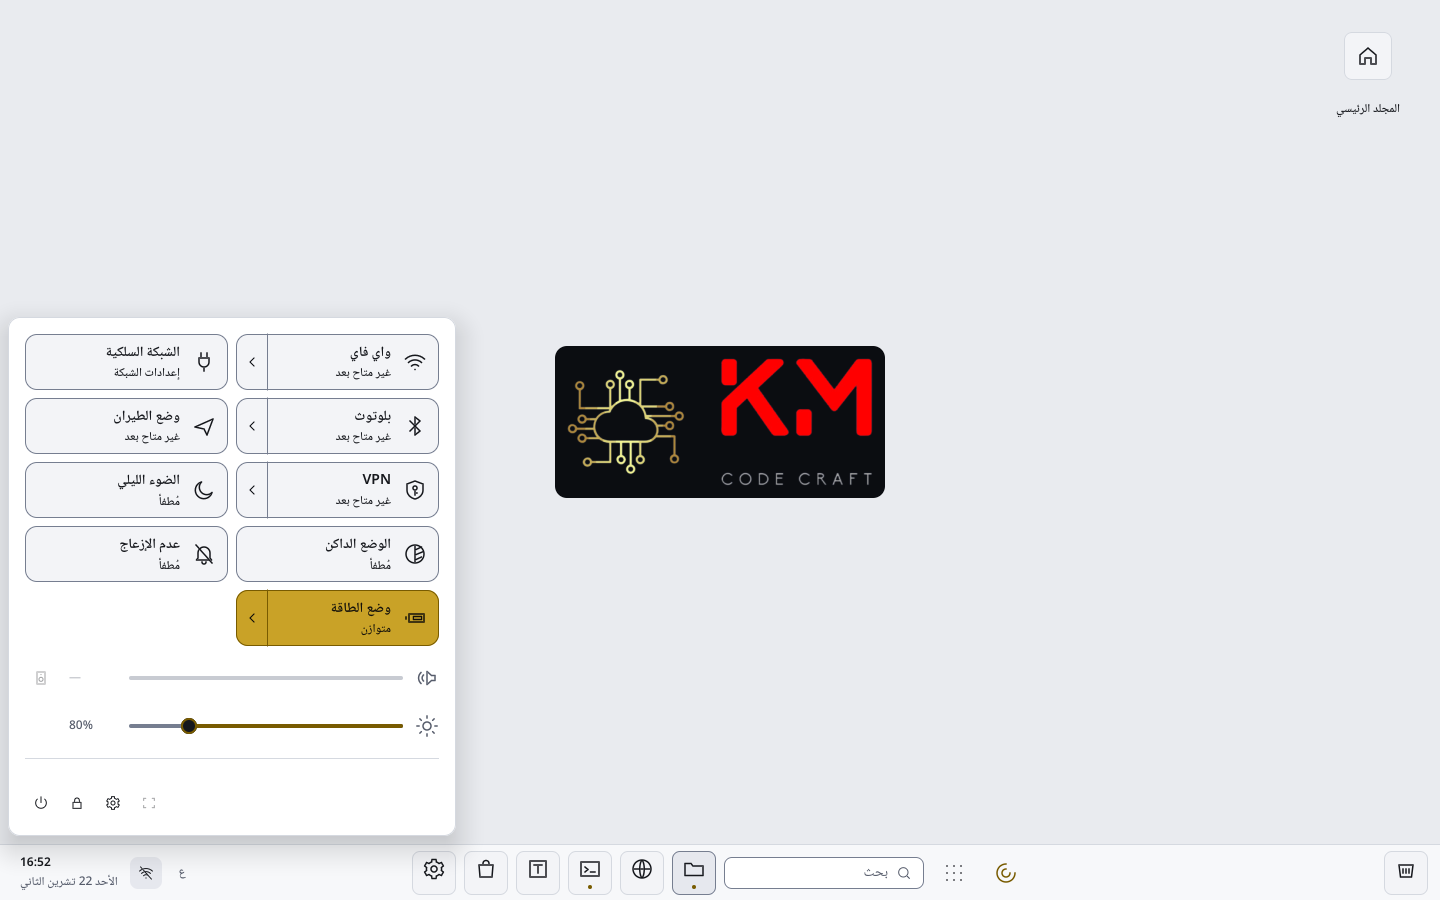 المجلد الرئيسي
واي فاي
غير متاح بعد
الشبكة السلكية
إعدادات الشبكة
بلوتوث
غير متاح بعد
وضع الطيران
غير متاح بعد
VPN
غير متاح بعد
الضوء الليلي
مُطفأ
الوضع الداكن
مُطفأ
عدم الإزعاج
مُطفأ
وضع الطاقة
متوازن
—
80%
KM
CODE CRAFT
بحث
ع
16:52
الأحد 22 تشرين الثاني